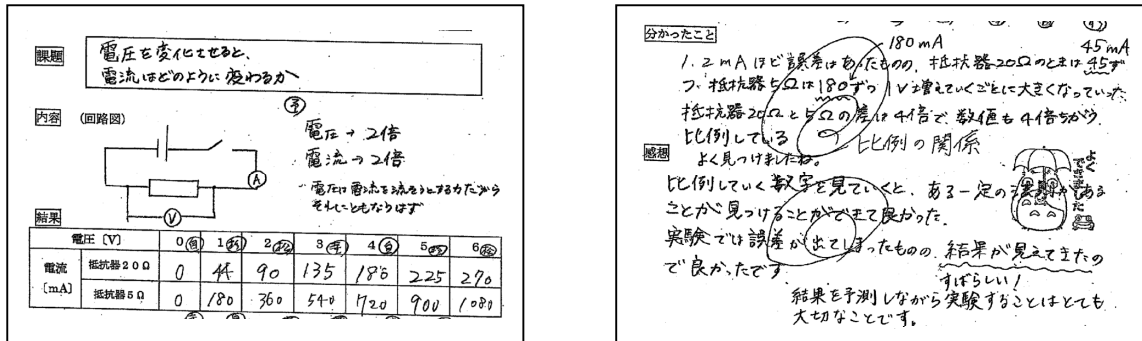 課題
電圧を変化させると、
電流はどのように変わるか
予
内容 (回路図)
電圧→2倍
電流→2倍
電圧は電流を流そうとする力だから
それにともなうはず
A
V
結果
電圧〔V〕 0 1 2 3 4 5 6
電流〔mA〕
抵抗器20Ω 0 45 90 135 180 225 270
抵抗器5Ω 0 180 360 540 720 900 1080
分かったこと
180mA
45mA
1、2mAほど誤差はあったものの、抵抗器20Ωのときは45ず
つ、抵抗器5Ωは180ずつ1V増えていくごとに大きくなっていった
抵抗器20Ωと5Ωの差は4倍で、数値も4倍ちがう
比例している
比例の関係
よく見つけましたね。
感想
よくできました
比例していく数字を見ていくと、ある一定の法則がある
ことが見つけることができて良かった。
実験では誤差が出てしまったものの、結果が見えてきたの
で良かったです
すばらしい!
結果を予測しながら実験することはとても
大切なことです。